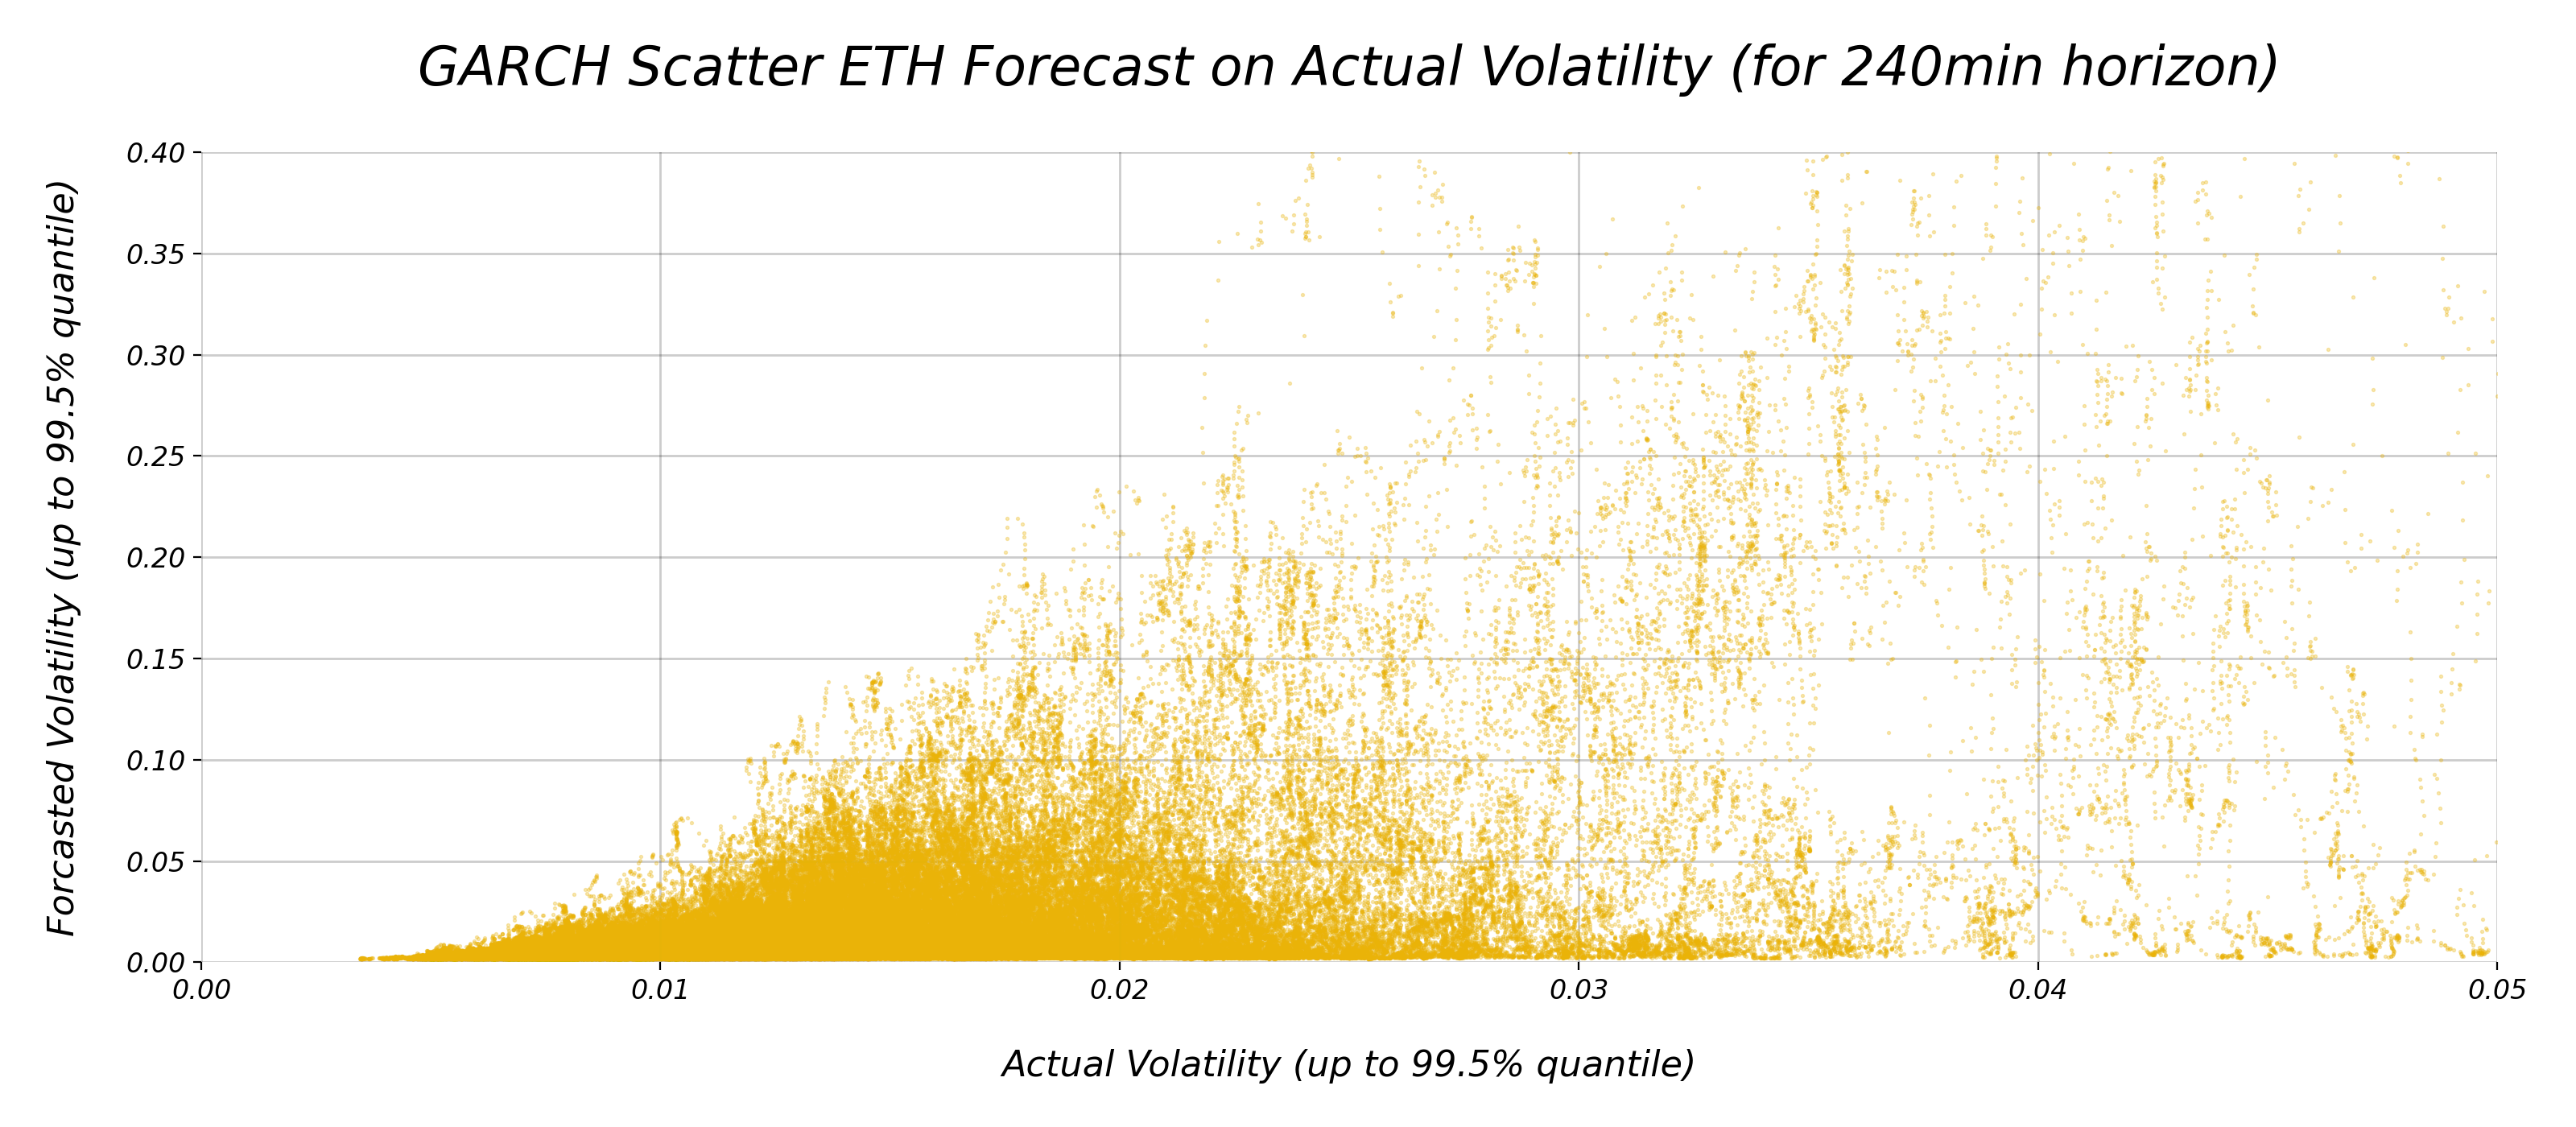 GARCH Scatter ETH Forecast on Actual Volatility (for 240min horizon)
Forcasted Volatility (up to 99.5% quantile)
0.40
0.35
0.30
0.25
0.20
0.15
0.10
0.05
0.00
0.00 0.01 0.02 0.03 0.04 0.05
Actual Volatility (up to 99.5% quantile)